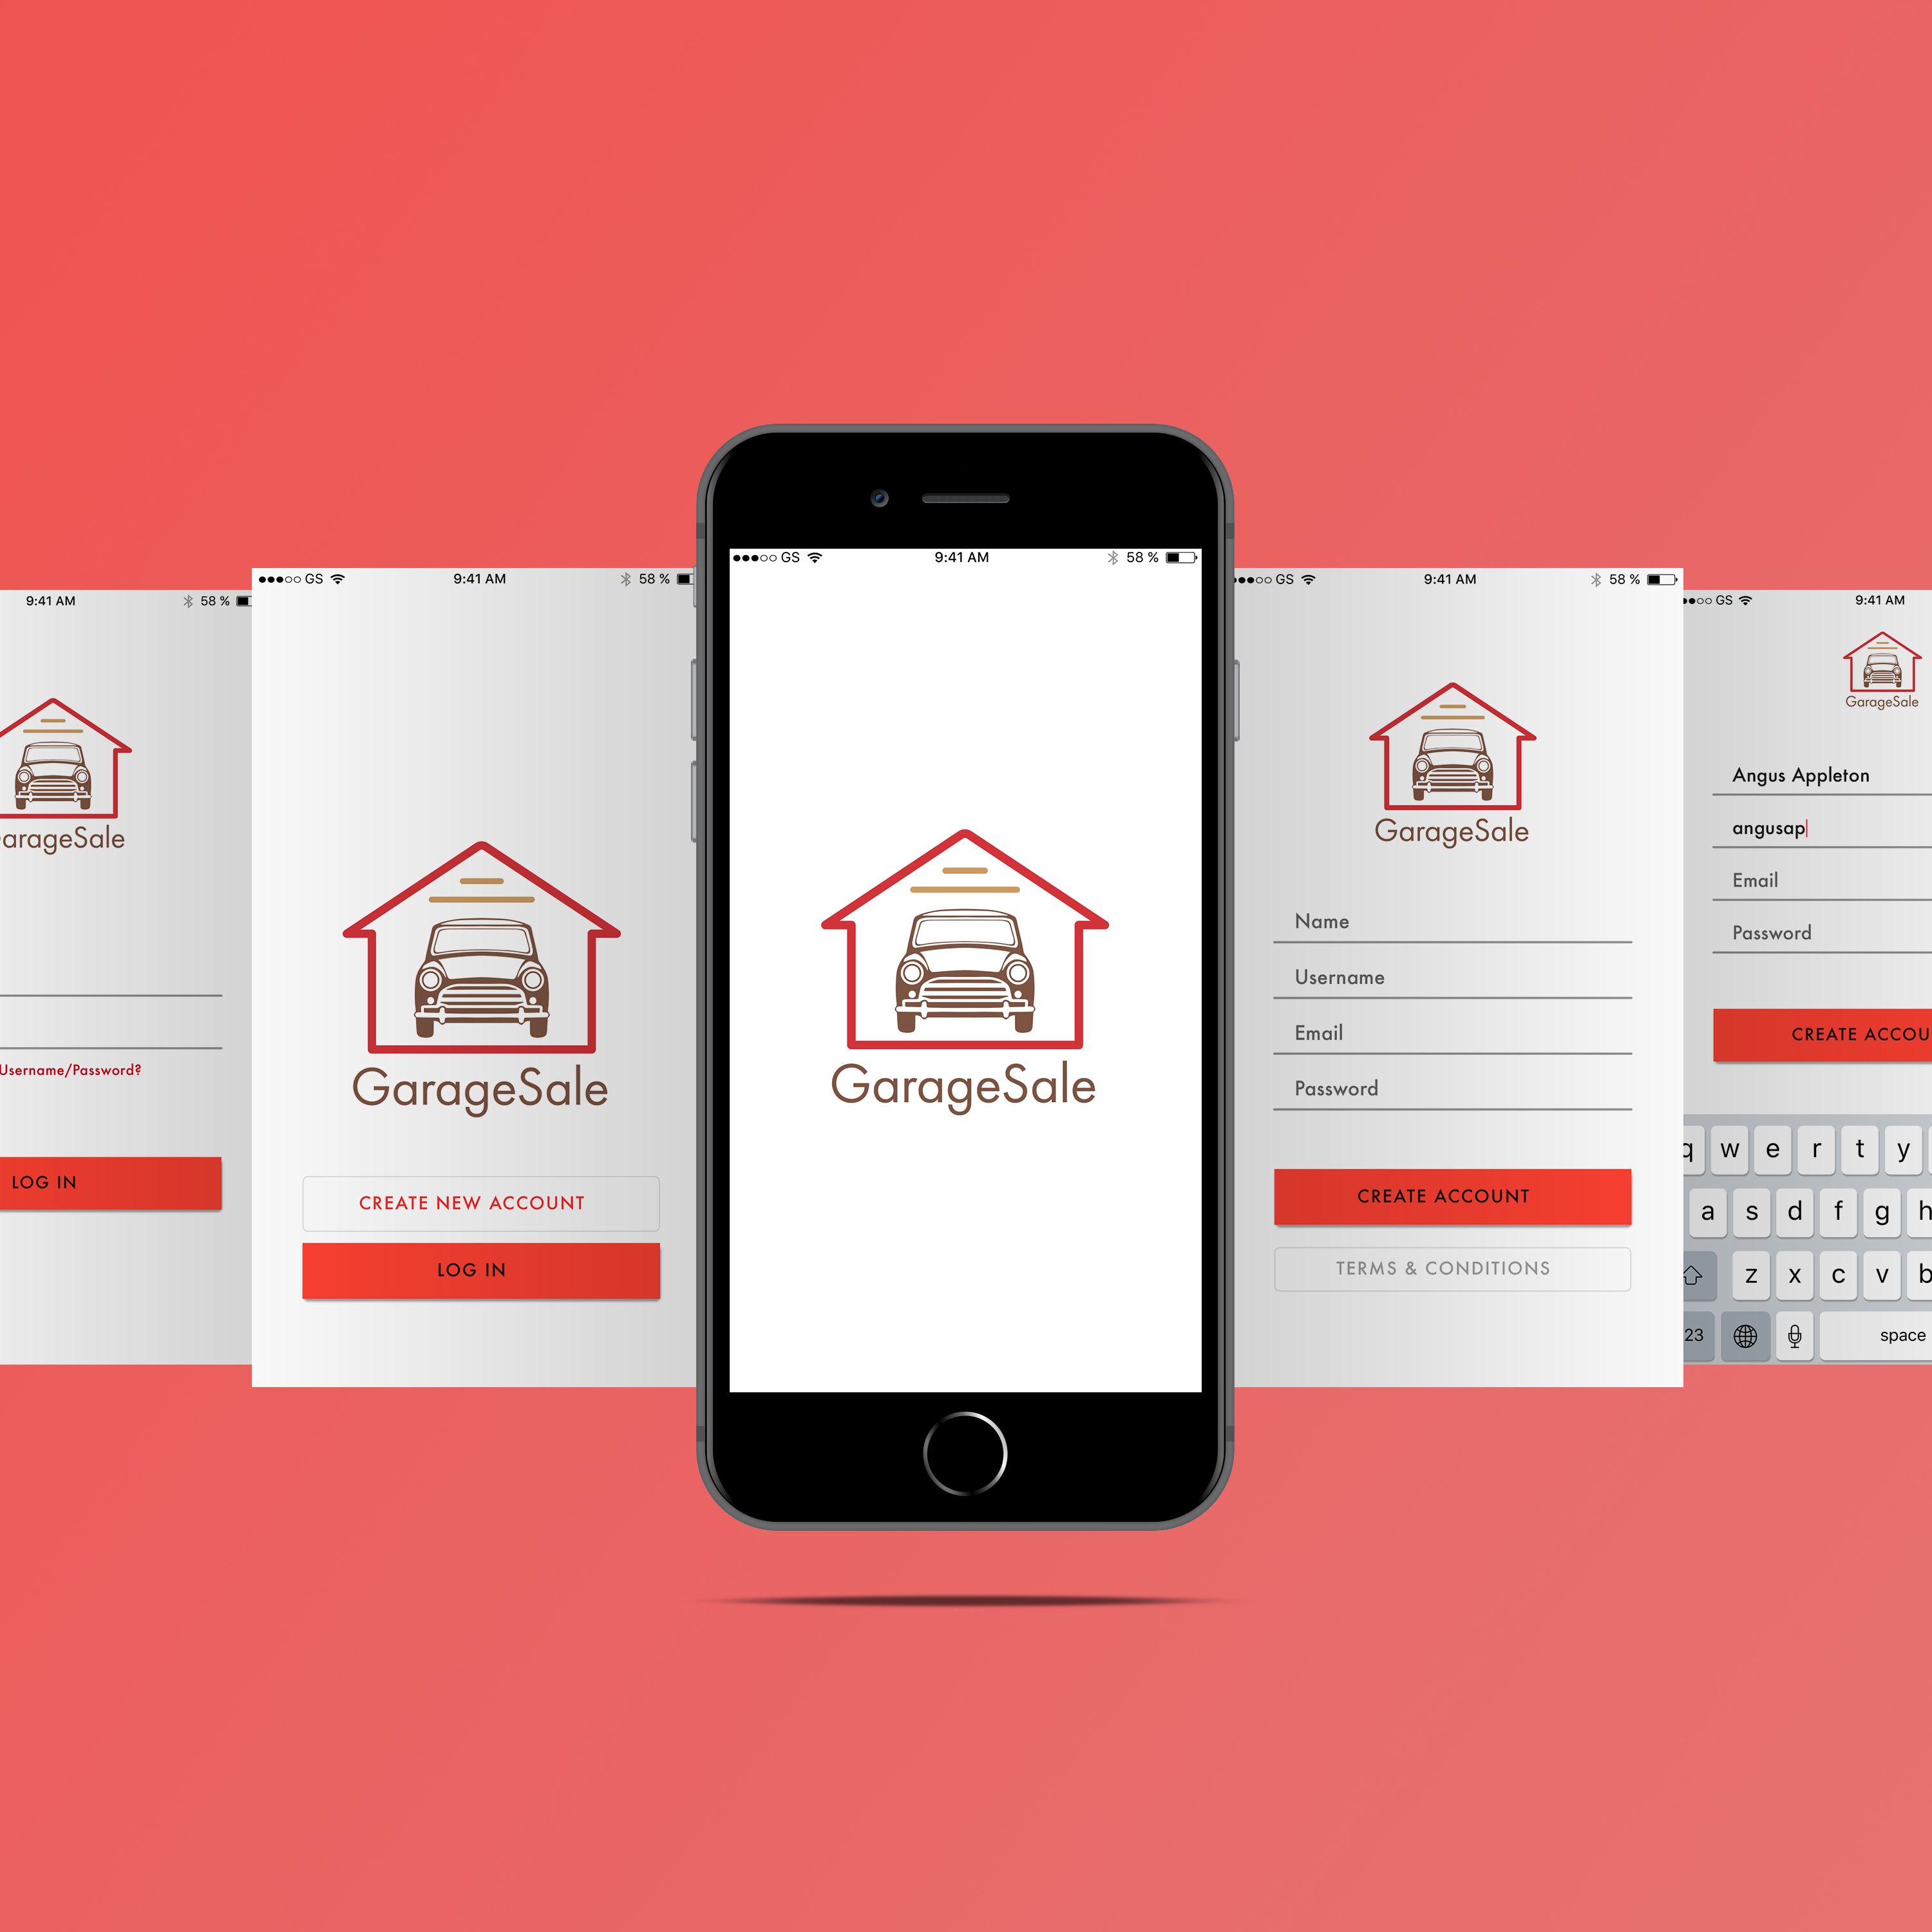 9:41 AM 58 %
arageSale
Username/Password?
LOG IN
GS 9:41 AM 58 %
GarageSale
CREATE NEW ACCOUNT
LOG IN
GS 9:41 AM 58 %
GarageSale
GS 9:41 AM 58 %
GarageSale
Name
Username
Email
Password
CREATE ACCOUNT
TERMS & CONDITIONS
GS 9:41 AM
GarageSale
Angus Appleton
angusap
Email
Password
CREATE ACCOU
q w e r t y
a s d f g h
z x c v b
23 space